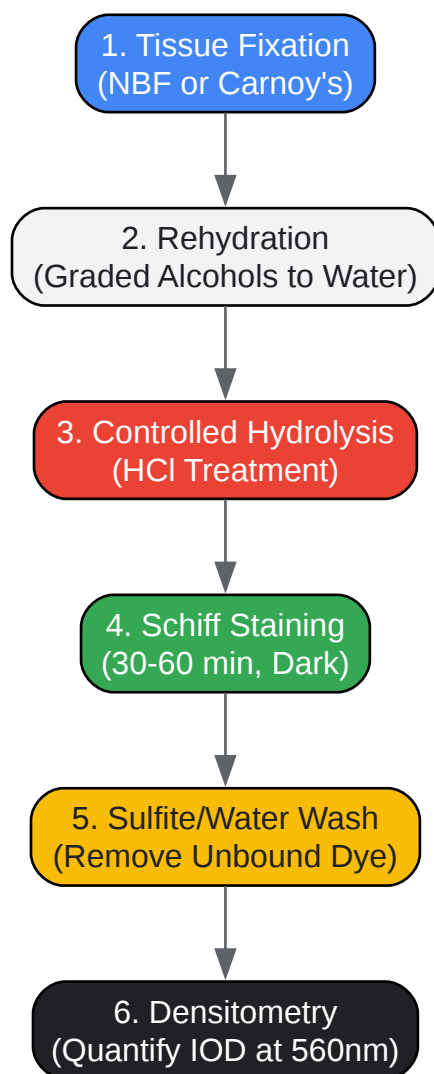 1. Tissue Fixation
(NBF or Carnoy's)
2. Rehydration
(Graded Alcohols to Water)
3. Controlled Hydrolysis
(HCl Treatment)
4. Schiff Staining
(30-60 min, Dark)
5. Sulfite/Water Wash
(Remove Unbound Dye)
6. Densitometry
(Quantify IOD at 560nm)